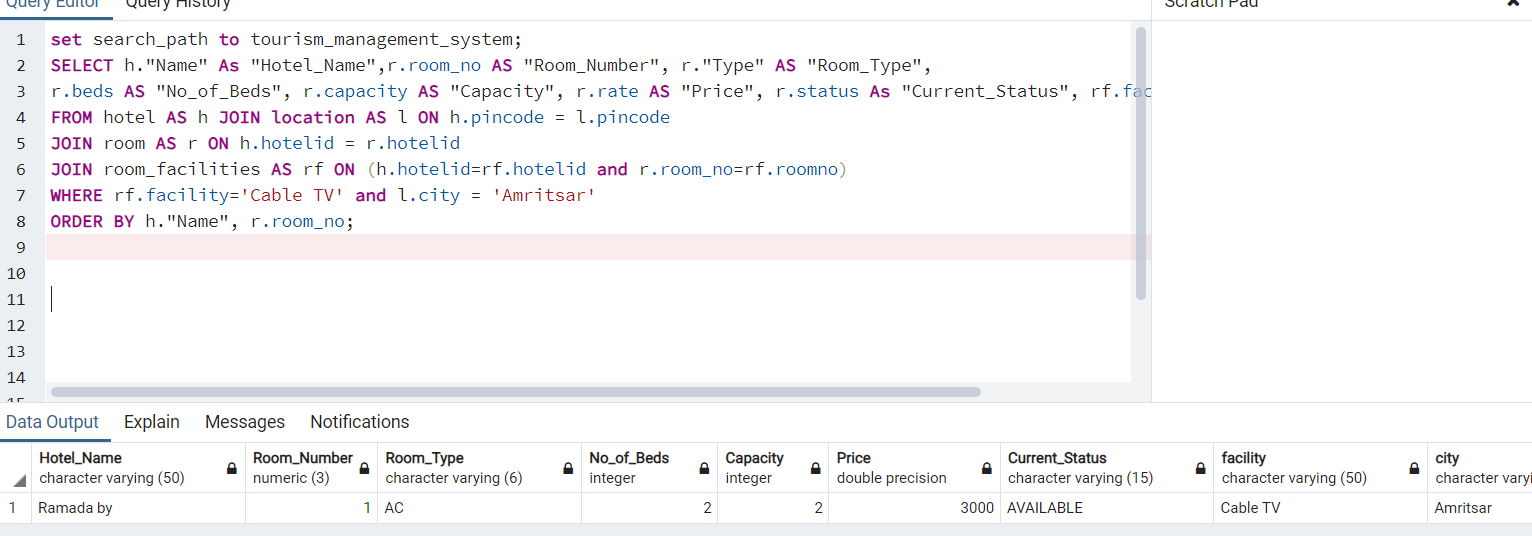 Query Editor Query History
Scratch Pad
1 set search_path to tourism_management_system;
2 SELECT h."Name" As "Hotel_Name",r.room_no AS "Room_Number", r."Type" AS "Room_Type",
3 r.beds AS "No_of_Beds", r.capacity AS "Capacity", r.rate AS "Price", r.status As "Current_Status", rf.fac
4 FROM hotel AS h JOIN location AS l ON h.pincode = l.pincode
5 JOIN room AS r ON h.hotelid = r.hotelid
6 JOIN room_facilities AS rf ON (h.hotelid=rf.hotelid and r.room_no=rf.roomno)
7 WHERE rf.facility='Cable TV' and l.city = 'Amritsar'
8 ORDER BY h."Name", r.room_no;
9
10
11
12
13
14
15
Data Output Explain Messages Notifications
Hotel_Name Room_Number Room_Type No_of_Beds Capacity Price Current_Status facility city
character varying (50) numeric (3) character varying (6) integer integer double precision character varying (15) character varying (50) character varyi
1 Ramada by 1 AC 2 2 3000 AVAILABLE Cable TV Amritsar